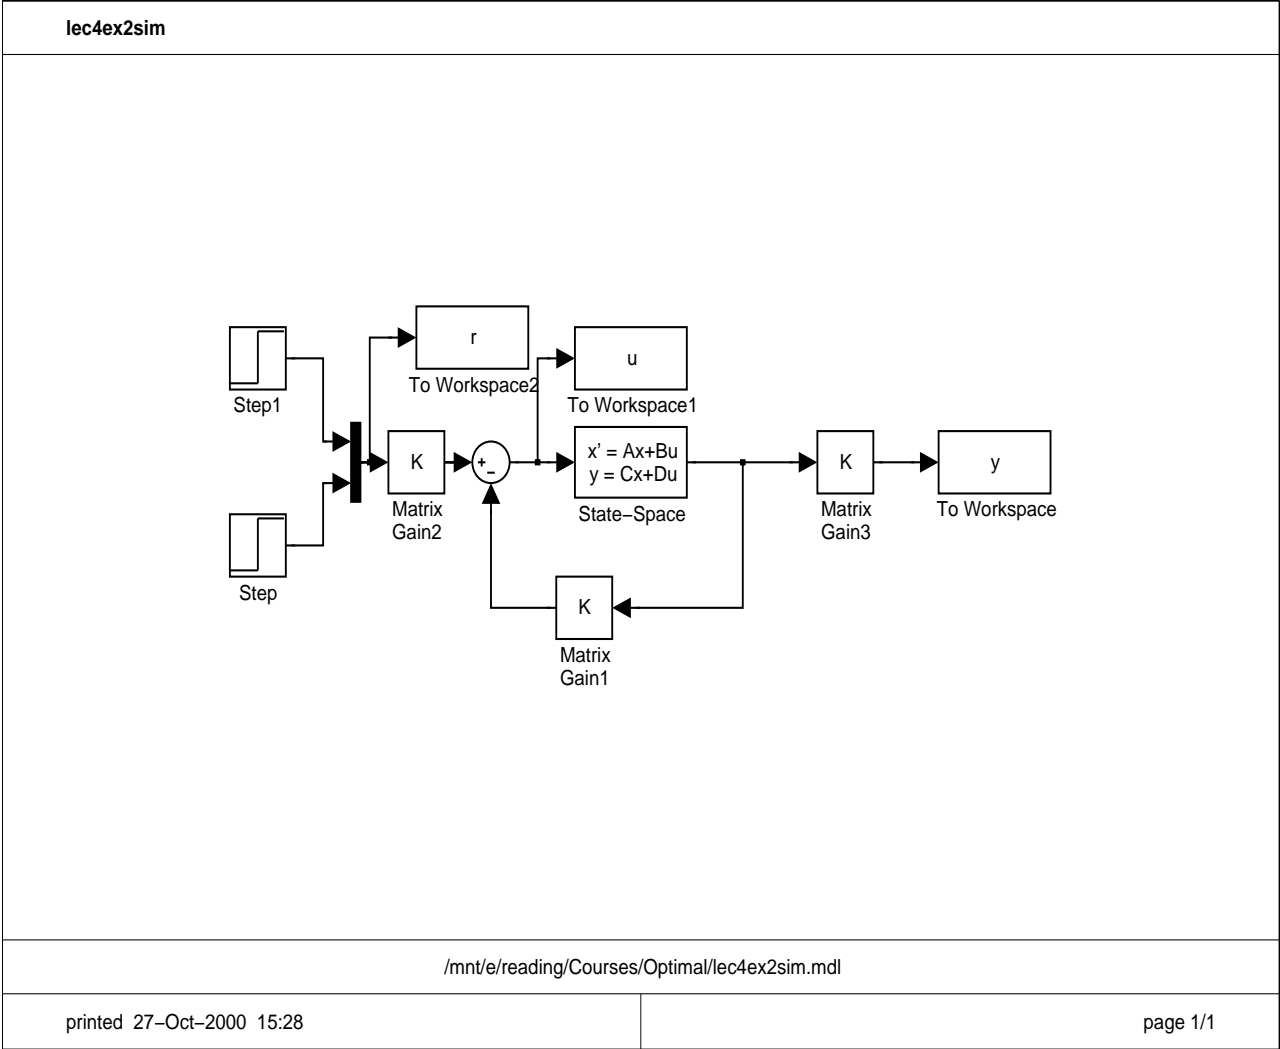 lec4ex2sim
r
To Workspace2
u
To Workspace1
Step1
K
Matrix
Gain2
+
−
x' = Ax+Bu
y = Cx+Du
State−Space
K
Matrix
Gain3
y
To Workspace
Step
K
Matrix
Gain1
/mnt/e/reading/Courses/Optimal/lec4ex2sim.mdl
printed 27−Oct−2000 15:28
page 1/1